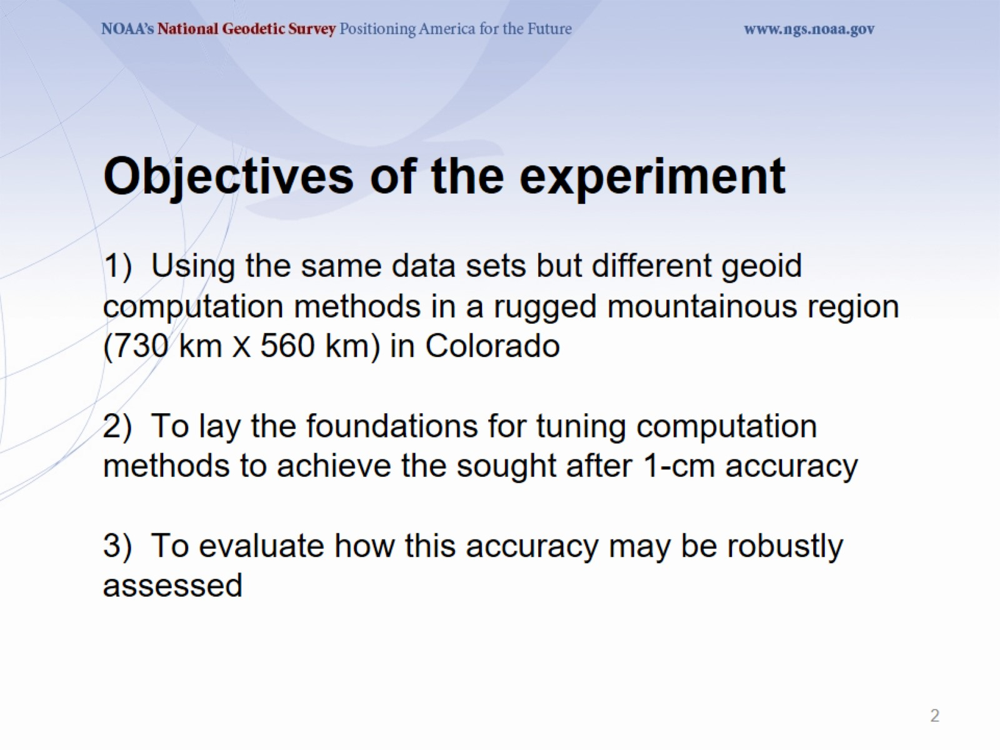 NOAA's National Geodetic Survey Positioning America for the Future www.ngs.noaa.gov
Objectives of the experiment
1) Using the same data sets but different geoid
computation methods in a rugged mountainous region
(730 km X 560 km) in Colorado
2) To lay the foundations for tuning computation
methods to achieve the sought after 1-cm accuracy
3) To evaluate how this accuracy may be robustly
assessed
2